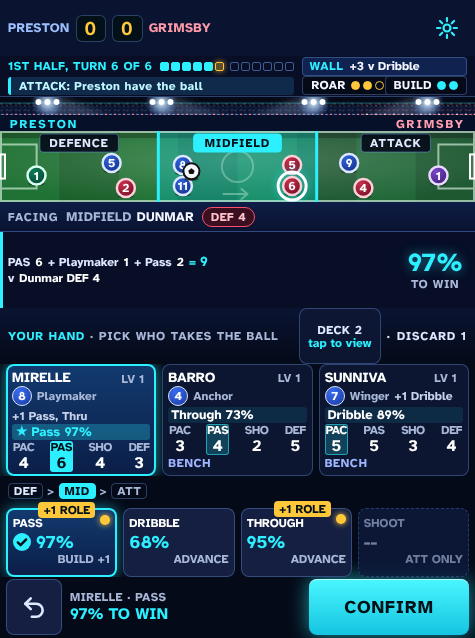 PRESTON 0 0 GRIMSBY
1ST HALF, TURN 6 OF 6
WALL +3 v Dribble
ATTACK: Preston have the ball
ROAR BUILD
PRESTON GRIMSBY
DEFENCE MIDFIELD ATTACK
5 8 5 9
1 1
2 11 6 4
FACING MIDFIELD DUNMAR DEF 4
PAS 6 + Playmaker 1 + Pass 2 = 9
v Dunmar DEF 4
97%
TO WIN
YOUR HAND · PICK WHO TAKES THE BALL
DECK 2
tap to view
· DISCARD 1
MIRELLE LV 1
8 Playmaker
+1 Pass, Thru
★ Pass 97%
PAC PAS SHO DEF
4 6 4 3
BARRO LV 1
4 Anchor
Through 73%
PAC PAS SHO DEF
3 4 2 5
BENCH
SUNNIVA LV 1
7 Winger +1 Dribble
Dribble 89%
PAC PAS SHO DEF
5 5 3 4
BENCH
DEF > MID > ATT
+1 ROLE
PASS
97%
BUILD +1
DRIBBLE
68%
ADVANCE
+1 ROLE
THROUGH
95%
ADVANCE
SHOOT
--
ATT ONLY
MIRELLE · PASS
97% TO WIN
CONFIRM